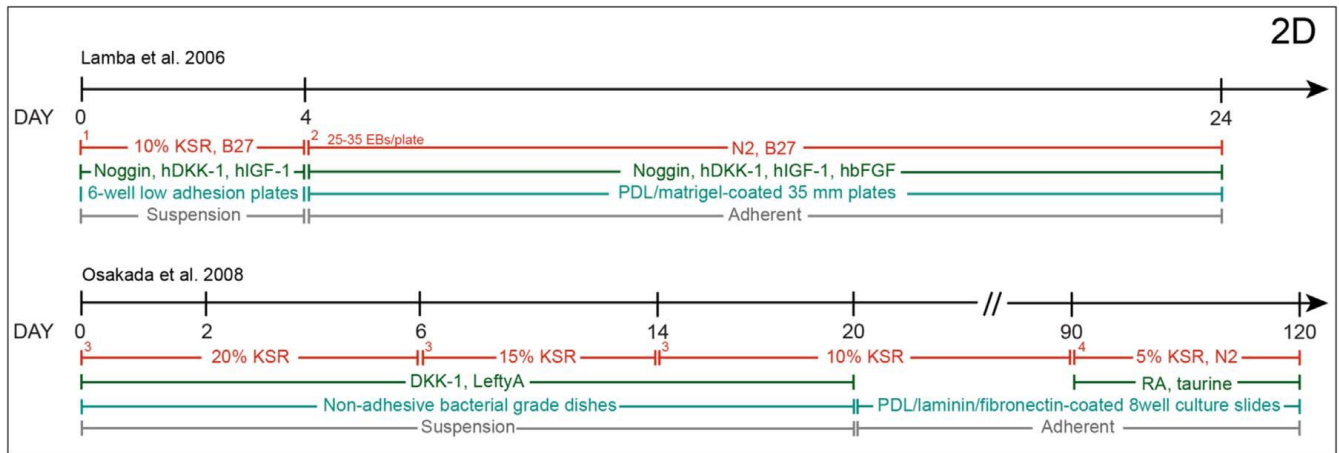 2D
Lamba et al. 2006
DAY 0 4 24
1 10% KSR, B27 2 25-35 EBs/plate N2, B27
Noggin, hDKK-1, hIGF-1 Noggin, hDKK-1, hIGF-1, hbFGF
6-well low adhesion plates PDL/matrigel-coated 35 mm plates
Suspension Adherent
Osakada et al. 2008
DAY 0 2 6 14 20 // 90 120
3 20% KSR 3 15% KSR 3 10% KSR 4 5% KSR, N2
DKK-1, LeftyA RA, taurine
Non-adhesive bacterial grade dishes PDL/laminin/fibronectin-coated 8well culture slides
Suspension Adherent